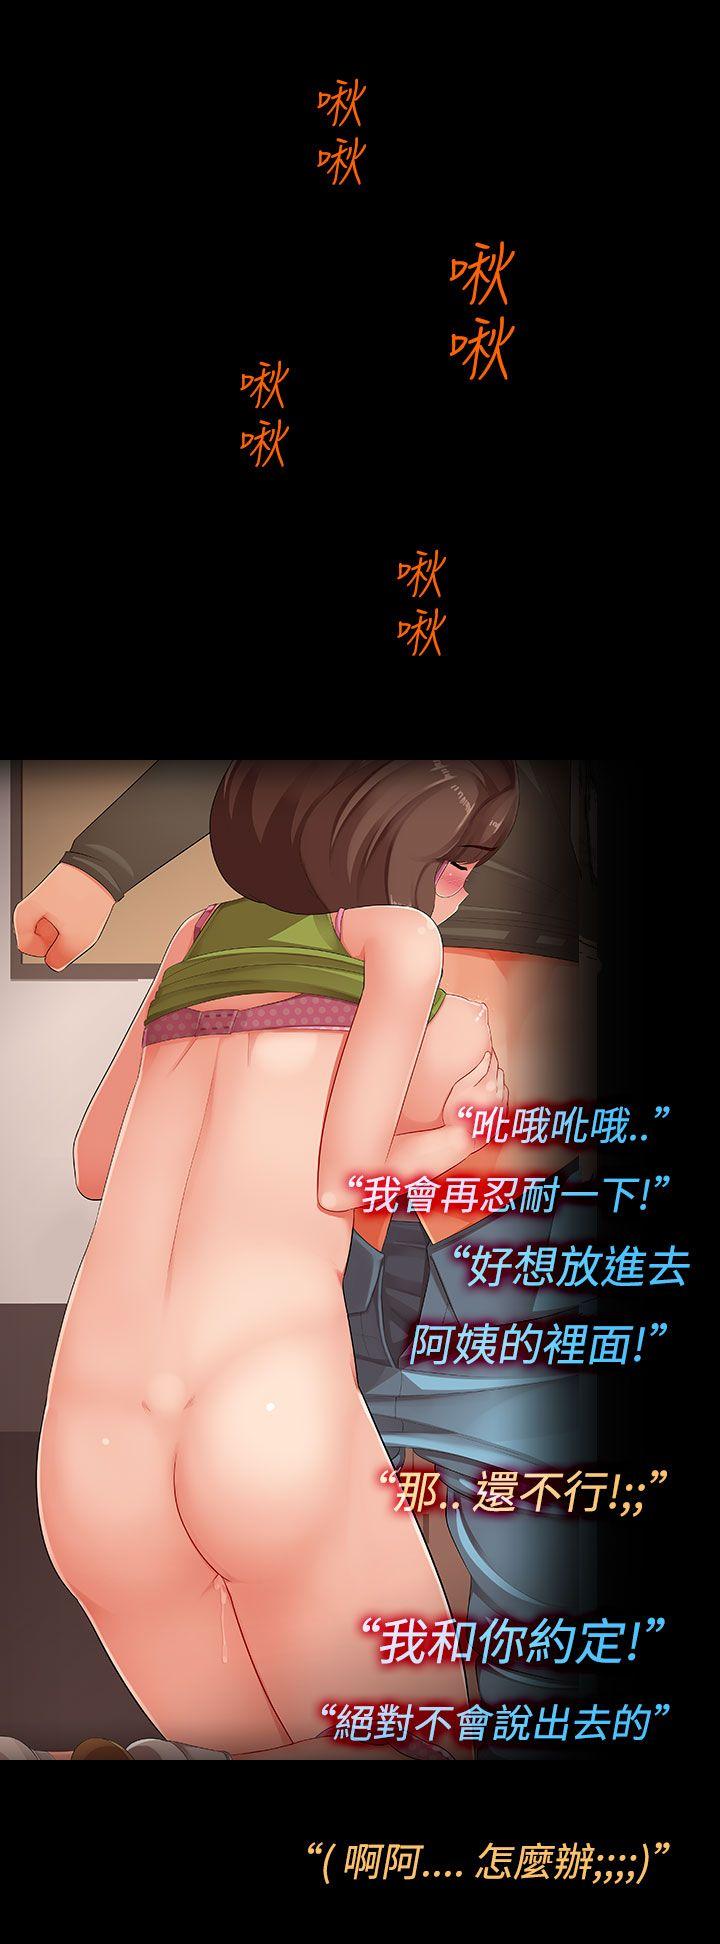 啾
啾
啾
啾
啾
啾
啾
啾
“吪哦吪哦..”
“我會再忍耐一下!”
“好想放進去
阿姨的裡面!”
“那.. 還不行!;;”
“我和你約定!”
“絕對不會說出去的”
“( 啊阿.... 怎麼辦;;;;)”